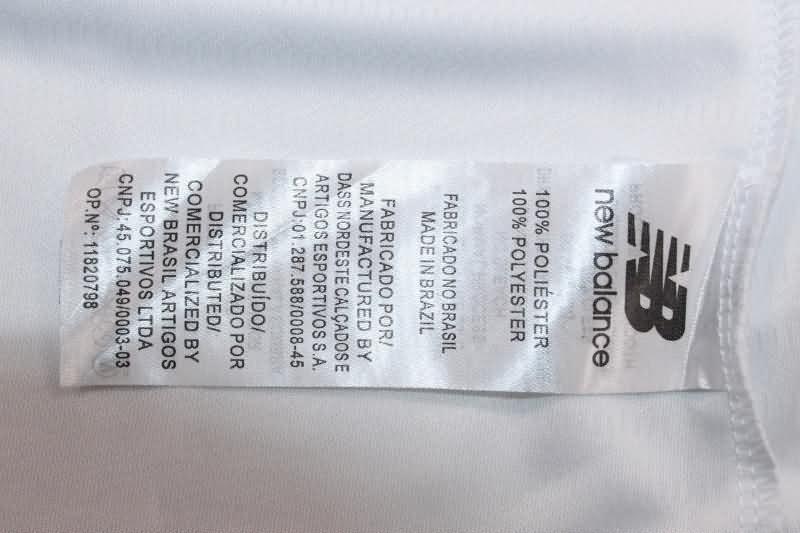 NB
new balance
100% POLIÉSTER
100% POLYESTER
FABRICADO NO BRASIL
MADE IN BRAZIL
FABRICADO POR/
MANUFACTURED BY
DASS NORDESTE CALÇADOS E
ARTIGOS ESPORTIVOS S.A.
CNPJ: 01.287.588/0008-45
DISTRIBUÍDO/
COMERCIALIZADO POR
DISTRIBUTED/
COMERCIALIZED BY
NEW BRASIL ARTIGOS
ESPORTIVOS LTDA
CNPJ: 45.075.049/0003-03
OP.Nº: 11820798